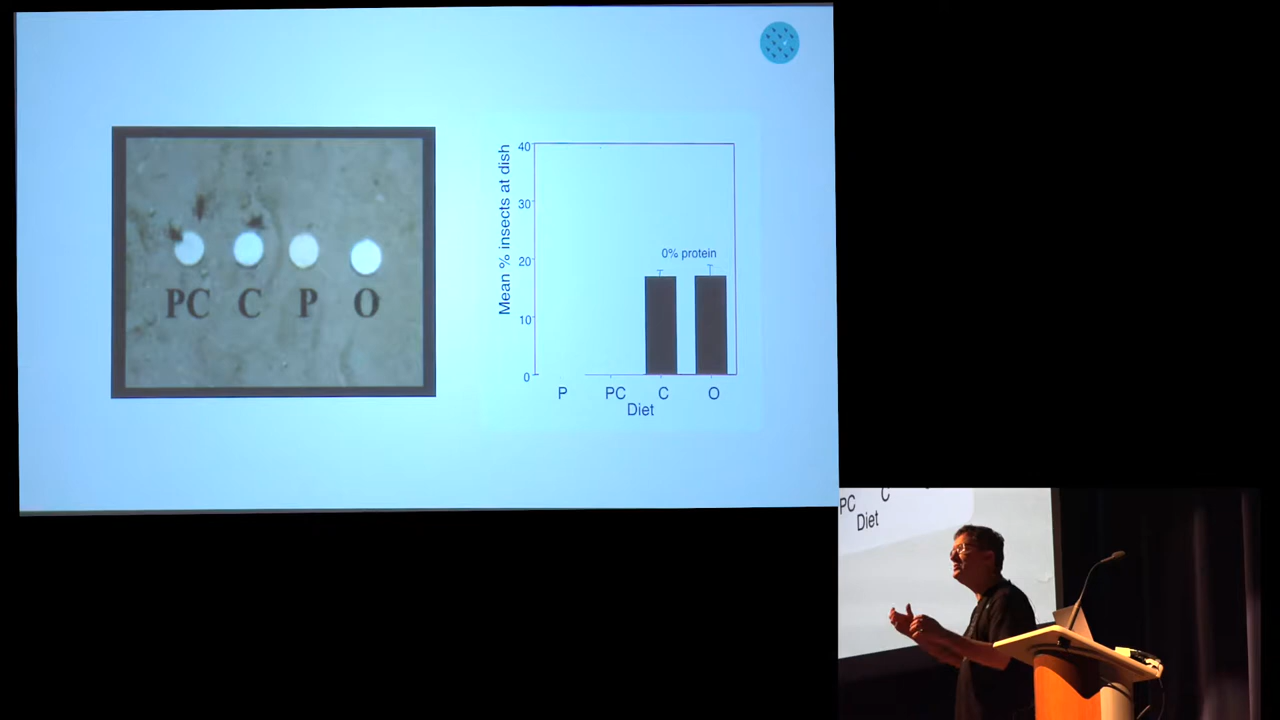 PC C P O
Mean % insects at dish
40
30
20
10
0
0% protein
P PC C O
Diet
PC C
Diet